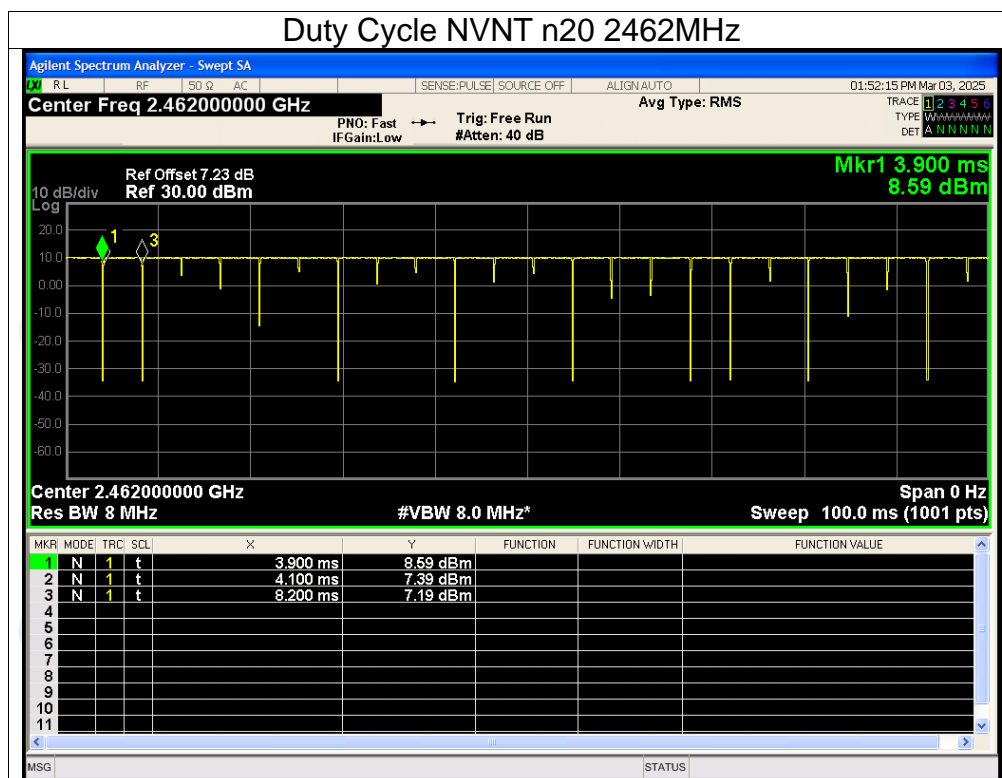 Duty Cycle NVNT n20 2462MHz
Agilent Spectrum Analyzer - Swept SA
LXI RL RF 50 Ω AC SENSE:PULSE SOURCE OFF ALIGN AUTO 01:52:15 PM Mar 03, 2025
Center Freq 2.462000000 GHz Avg Type: RMS TRACE 1 2 3 4 5 6
PNO: Fast Trig: Free Run TYPE WWWWWW
IFGain:Low #Atten: 40 dB DET A N N N N N
Mkr1 3.900 ms
Ref Offset 7.23 dB
10 dB/div Ref 30.00 dBm 8.59 dBm
Log
20.0
1 3
10.0
0.00
-10.0
-20.0
-30.0
-40.0
-50.0
-60.0
Center 2.462000000 GHz Span 0 Hz
Res BW 8 MHz #VBW 8.0 MHz* Sweep 100.0 ms (1001 pts)
MKR MODE TRC SCL X Y FUNCTION FUNCTION WIDTH FUNCTION VALUE
1 N 1 t 3.900 ms 8.59 dBm
2 N 1 t 4.100 ms 7.39 dBm
3 N 1 t 8.200 ms 7.19 dBm
4
5
6
7
8
9
10
11
MSG STATUS